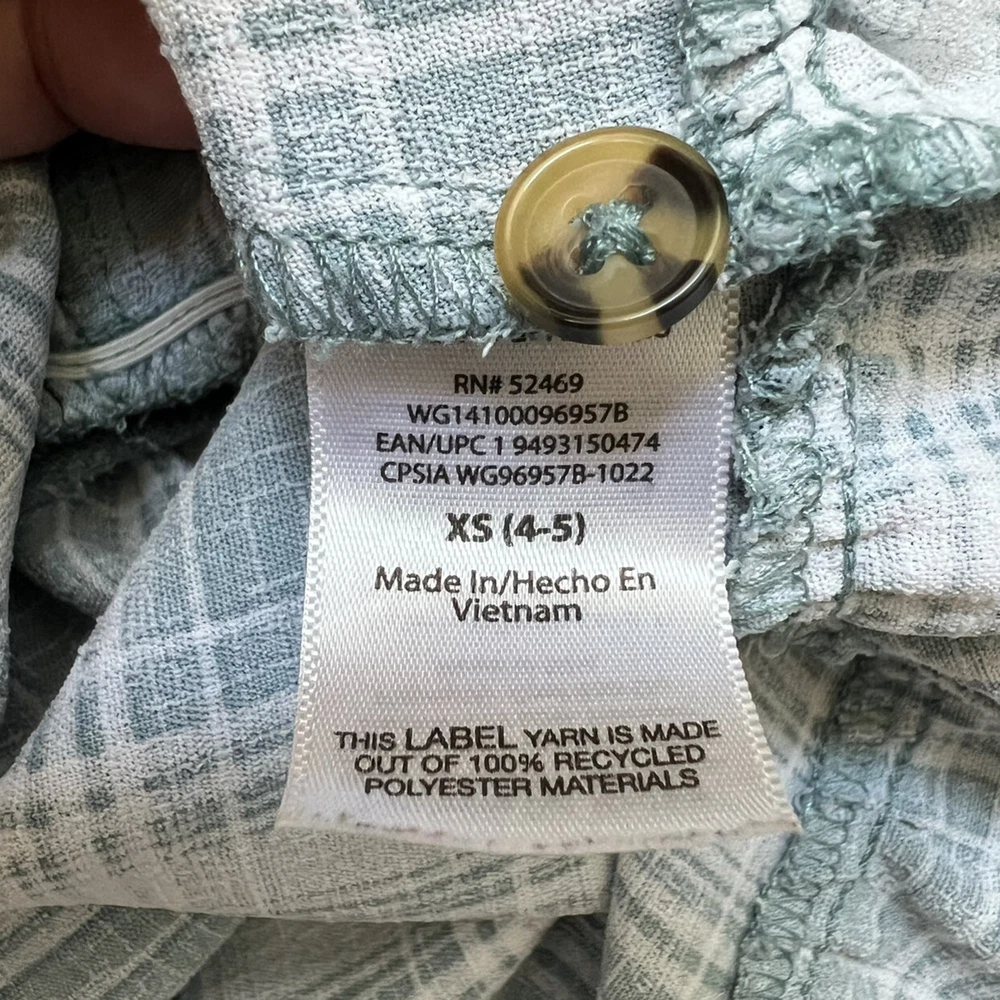 RN# 52469
WG14100096957B
EAN/UPC 1 9493150474
CPSIA WG96957B-1022
XS (4-5)
Made In/Hecho En
Vietnam
THIS LABEL YARN IS MADE
OUT OF 100% RECYCLED
POLYESTER MATERIALS